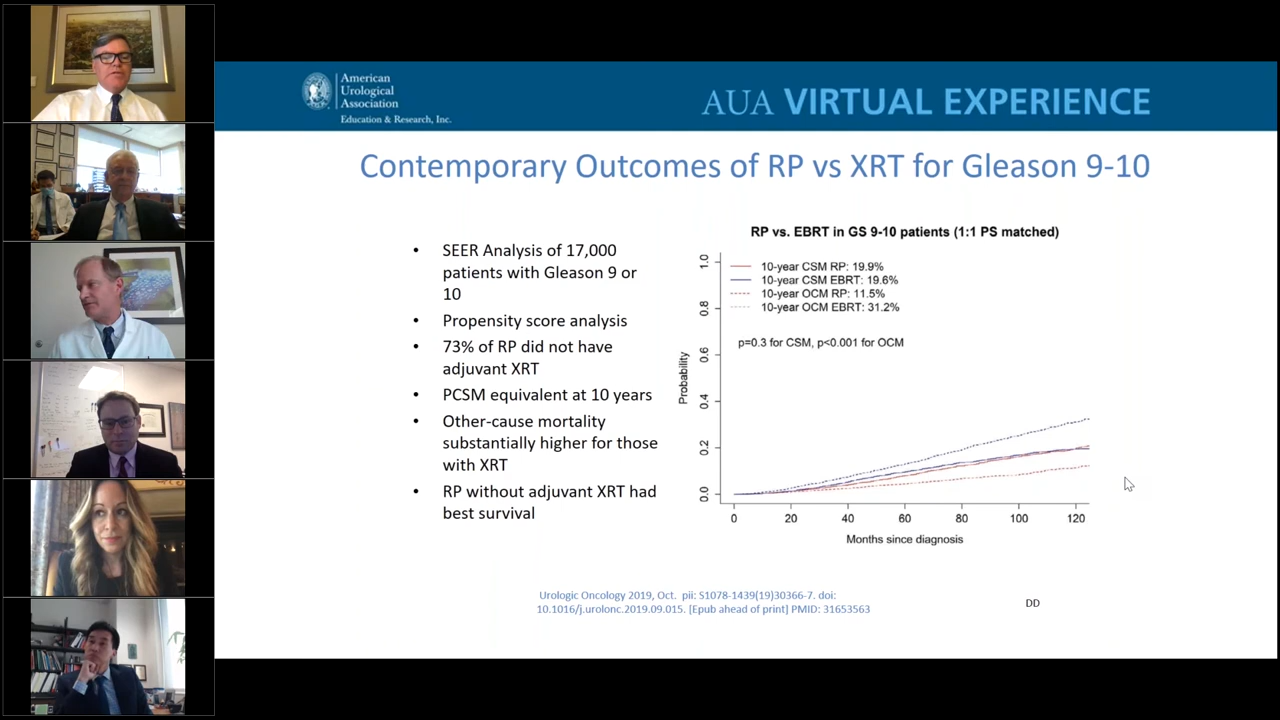 American
Urological
Association
Education & Research, Inc.
AUA VIRTUAL EXPERIENCE
Contemporary Outcomes of RP vs XRT for Gleason 9-10
• SEER Analysis of 17,000
patients with Gleason 9 or
10
• Propensity score analysis
• 73% of RP did not have
adjuvant XRT
• PCSM equivalent at 10 years
• Other-cause mortality
substantially higher for those
with XRT
• RP without adjuvant XRT had
best survival
RP vs. EBRT in GS 9-10 patients (1:1 PS matched)
10-year CSM RP: 19.9%
10-year CSM EBRT: 19.6%
10-year OCM RP: 11.5%
10-year OCM EBRT: 31.2%
p=0.3 for CSM, p<0.001 for OCM
Probability
1.0
0.8
0.6
0.4
0.2
0.0
0 20 40 60 80 100 120
Months since diagnosis
Urologic Oncology 2019, Oct. pii: S1078-1439(19)30366-7. doi:
10.1016/j.urolonc.2019.09.015. [Epub ahead of print] PMID: 31653563
DD